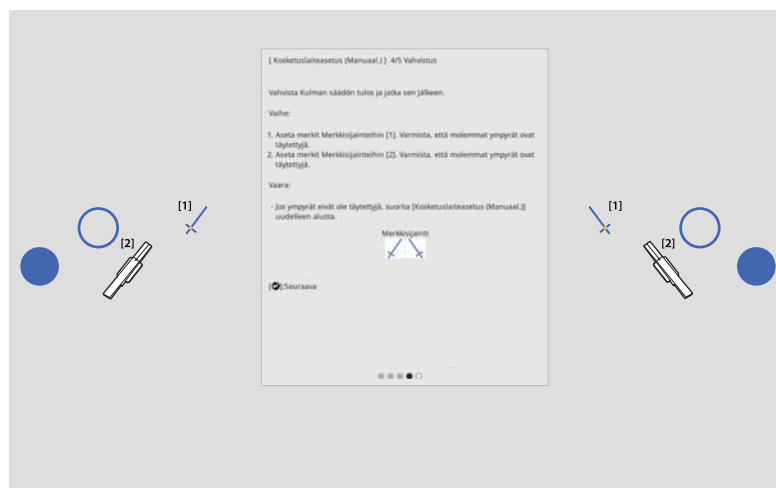 [ Kosketuslaiteasetus (Manuaal.) ] 4/5 Vahvistus
Vahvista Kulman säädön tulos ja jatka sen jälkeen.
Vaihe:
1. Aseta merkit Merkkisijainteihin [1]. Varmista, että molemmat ympyrät ovat
täytettyjä.
2. Aseta merkit Merkkisijainteihin [2]. Varmista, että molemmat ympyrät ovat
täytettyjä.
Vaara:
- Jos ympyrät eivät ole täytettyjä, suorita [Kosketuslaiteasetus (Manuaal.)]
uudelleen alusta.
Merkkisijainti
[ ]:Seuraava
[1]
[2]
[1]
[2]